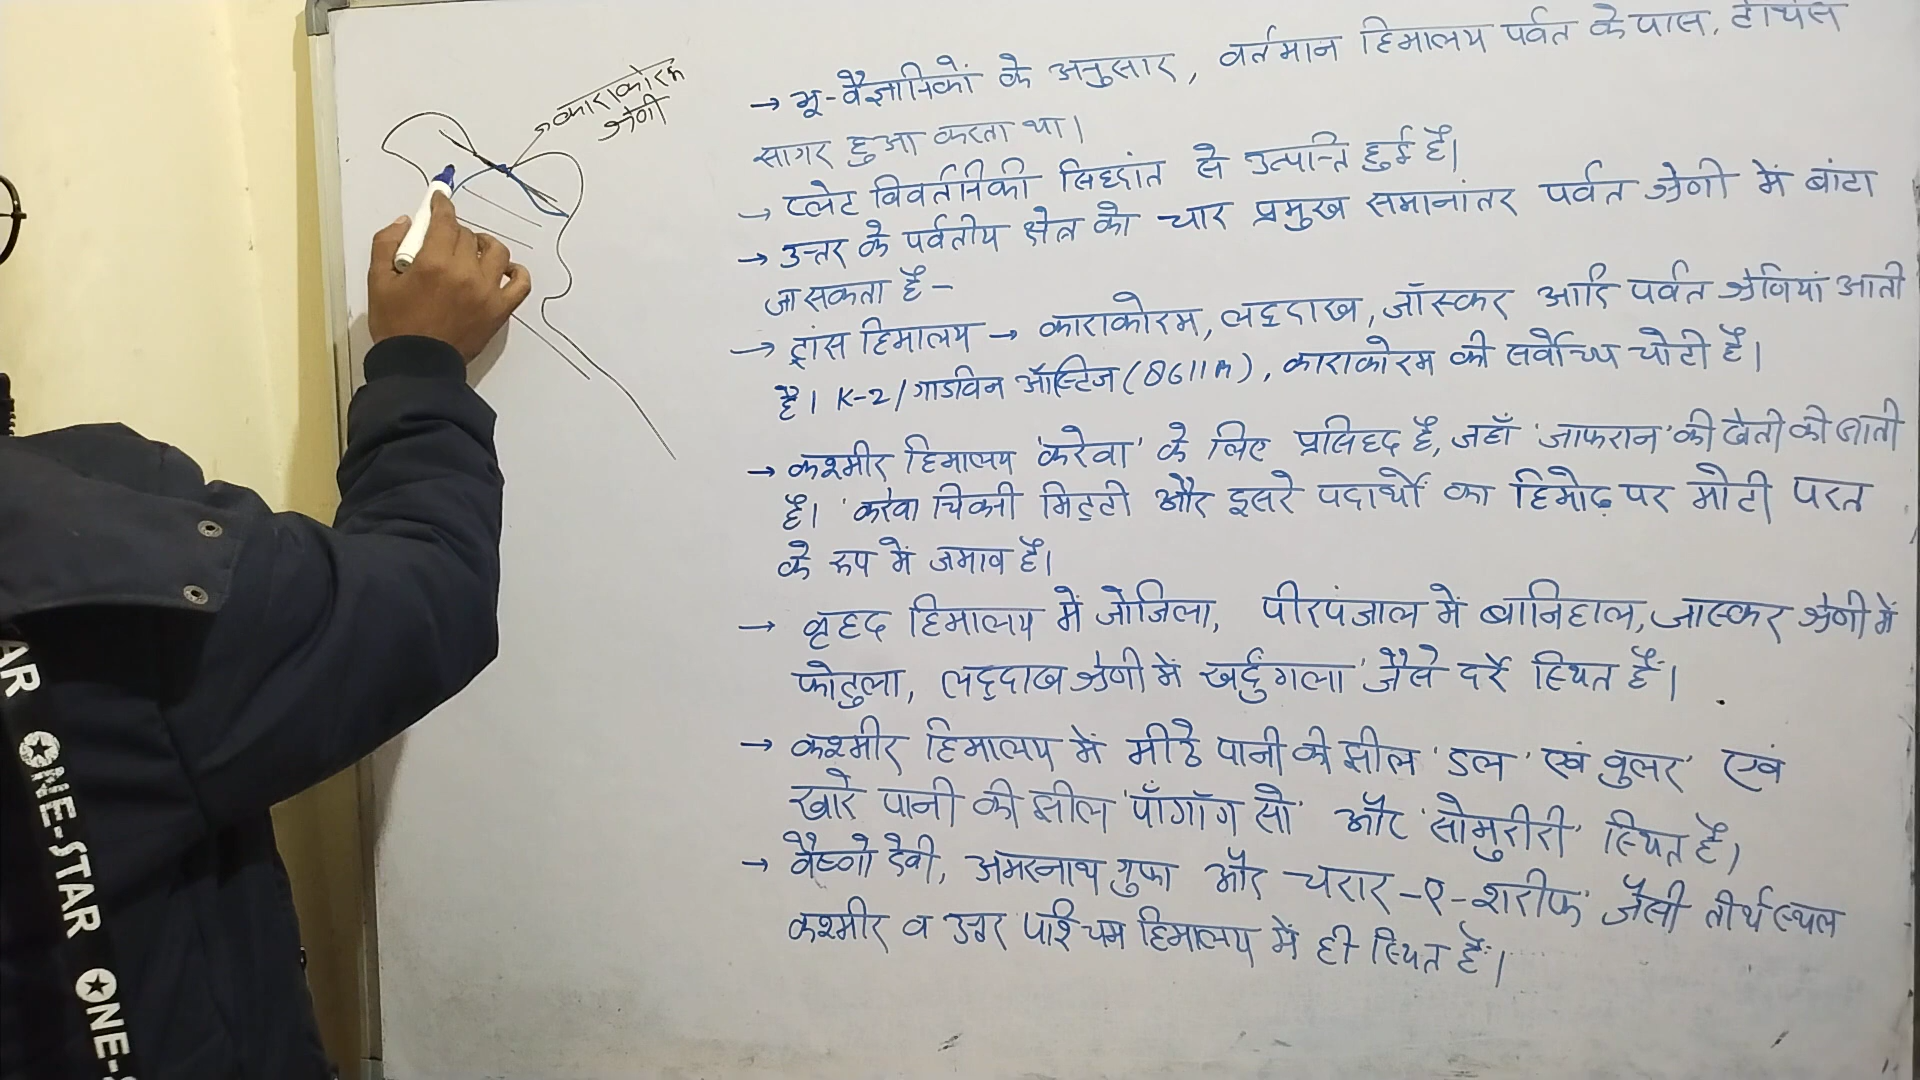 काराकोरम
श्रेणी
→ भू-वैज्ञानिकों के अनुसार, वर्तमान हिमालय पर्वत के पास, टेथिस
सागर हुआ करता था।
→ प्लेट विवर्तनिकी सिद्धांत से उत्पत्ति हुई है।
→ उत्तर के पर्वतीय क्षेत्र को चार प्रमुख समानांतर पर्वत श्रेणी में बांटा
जा सकता है -
→ ट्रांस हिमालय → काराकोरम, लद्दाख, जॉस्कर आदि पर्वत श्रेणियां आती
है। K-2/गाडविन ऑस्टिन (8611m), काराकोरम की सर्वोच्च चोटी है।
→ कश्मीर हिमालय 'करेवा' के लिए प्रसिद्ध है, जहाँ 'जाफरान' की खेती की जाती
है। 'करेवा चिकनी मिट्टी और दूसरे पदार्थों का हिमोढ़ पर मोटी परत
के रुप में जमाव है।
→ वृहद हिमालय में जोजिला, पीरपंजाल में बानिहाल, जास्कर श्रेणी में
फोटुला, लद्दाख श्रेणी में खर्दुंगला' जैसे दर्रे स्थित हैं।
→ कश्मीर हिमालय में मीठे पानी की झील 'डल' एवं वुलर' एवं
खारे पानी की झील 'पाँगॉग सो' और 'सोमुरीरी' स्थित है।
→ वैष्णो देवी, अमरनाथ गुफा और चरार-ए-शरीफ' जैसी तीर्थस्थल
कश्मीर व उत्तर पश्चिम हिमालय में ही स्थित हैं।
AR ★ ONE-STAR ★ ONE-S